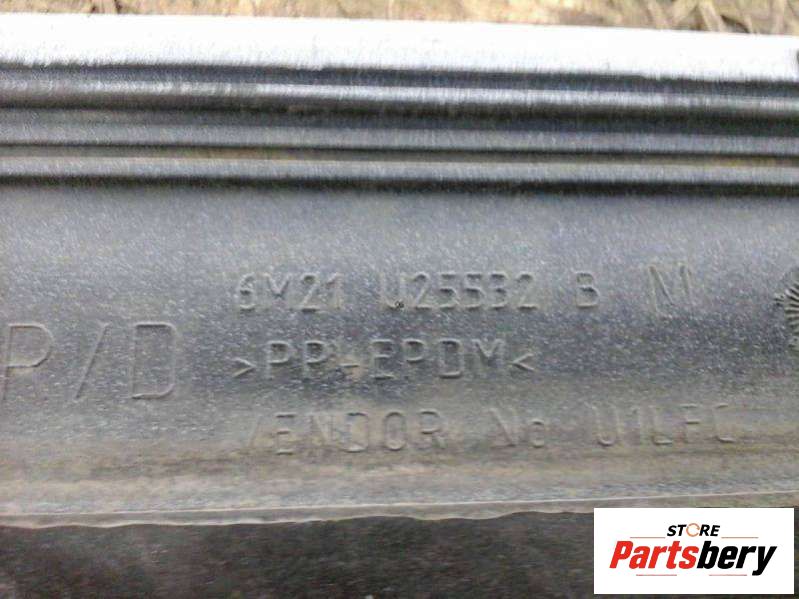 6M21 U25532 B M
R/D
>PP+EPDM<
VENDOR No U1LFC
STORE
Partsbery